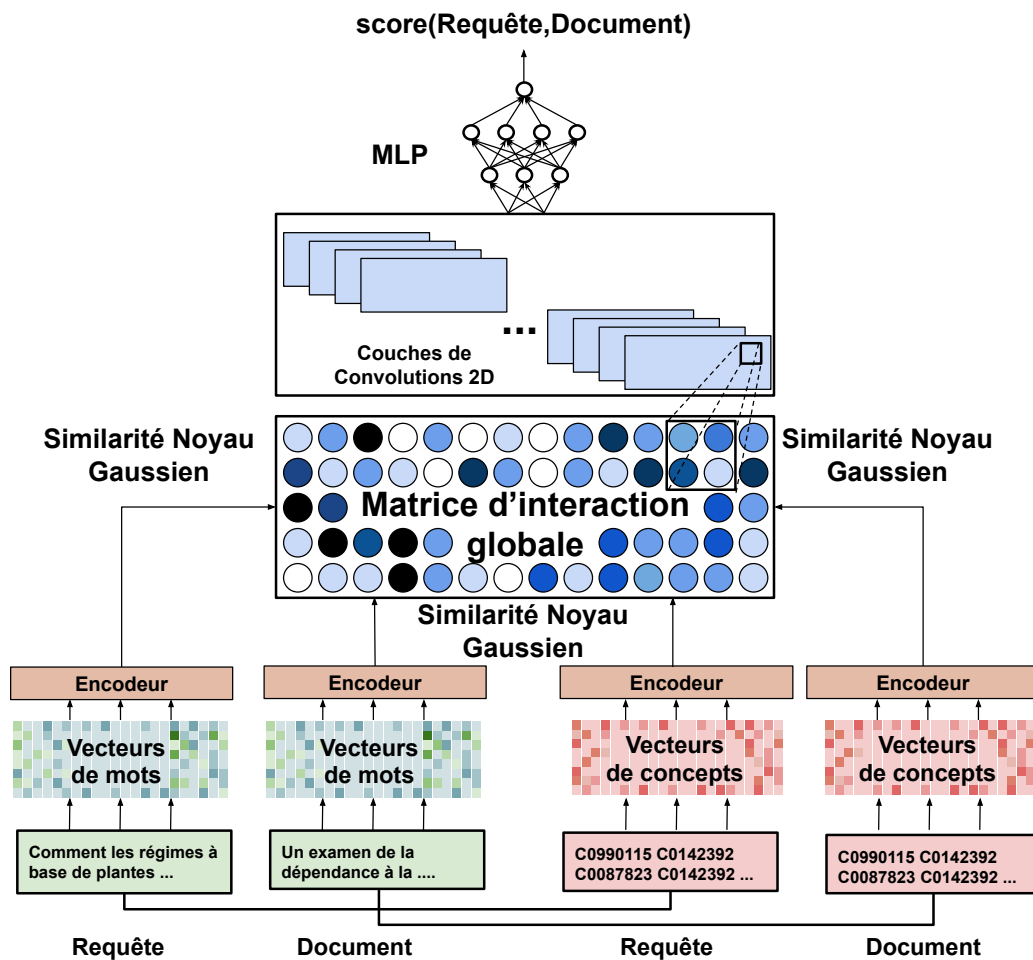 score(Requête,Document)
MLP
...
Couches de
Convolutions 2D
Similarité Noyau
Gaussien
Similarité Noyau
Gaussien
Matrice d'interaction
globale
Similarité Noyau
Gaussien
Encodeur
Encodeur
Encodeur
Encodeur
Vecteurs
de mots
Vecteurs
de mots
Vecteurs
de concepts
Vecteurs
de concepts
Comment les régimes à
base de plantes ...
Un examen de la
dépendance à la ....
C0990115 C0142392
C0087823 C0142392 ...
C0990115 C0142392
C0087823 C0142392 ...
Requête
Document
Requête
Document